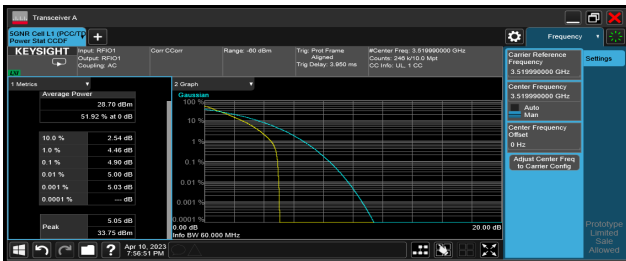 Transceiver A
5GNR Cell L1 (PCC/TD
Power Stat CCDF
Frequency
KEYSIGHT
Input: RFIO1
Output: RFIO1
Coupling: AC
Corr CCorr
Range: -60 dBm
Trig: Prot Frame
Aligned
Trig Delay: 3.950 ms
#Center Freq: 3.519990000 GHz
Counts: 246 k/10.0 Mpt
CC Info: UL, 1 CC
1 Metrics
Average Power
28.70 dBm
51.92 % at 0 dB
10.0 % 2.54 dB
1.0 % 4.46 dB
0.1 % 4.90 dB
0.01 % 5.00 dB
0.001 % 5.03 dB
0.0001 % --- dB
Peak
5.05 dB
33.75 dBm
2 Graph
Gaussian
100 %
10 %
1 %
0.1 %
0.01 %
0.001 %
0.0001 %
0.00 dB
20.00 dB
Info BW 60.000 MHz
Carrier Reference
Frequency
3.519990000 GHz
Center Frequency
3.519990000 GHz
Auto
Man
Center Frequency
Offset
0 Hz
Adjust Center Freq
to Carrier Config
Settings
Prototype
Limited
Sale
Allowed
Apr 10, 2023
7:56:51 PM